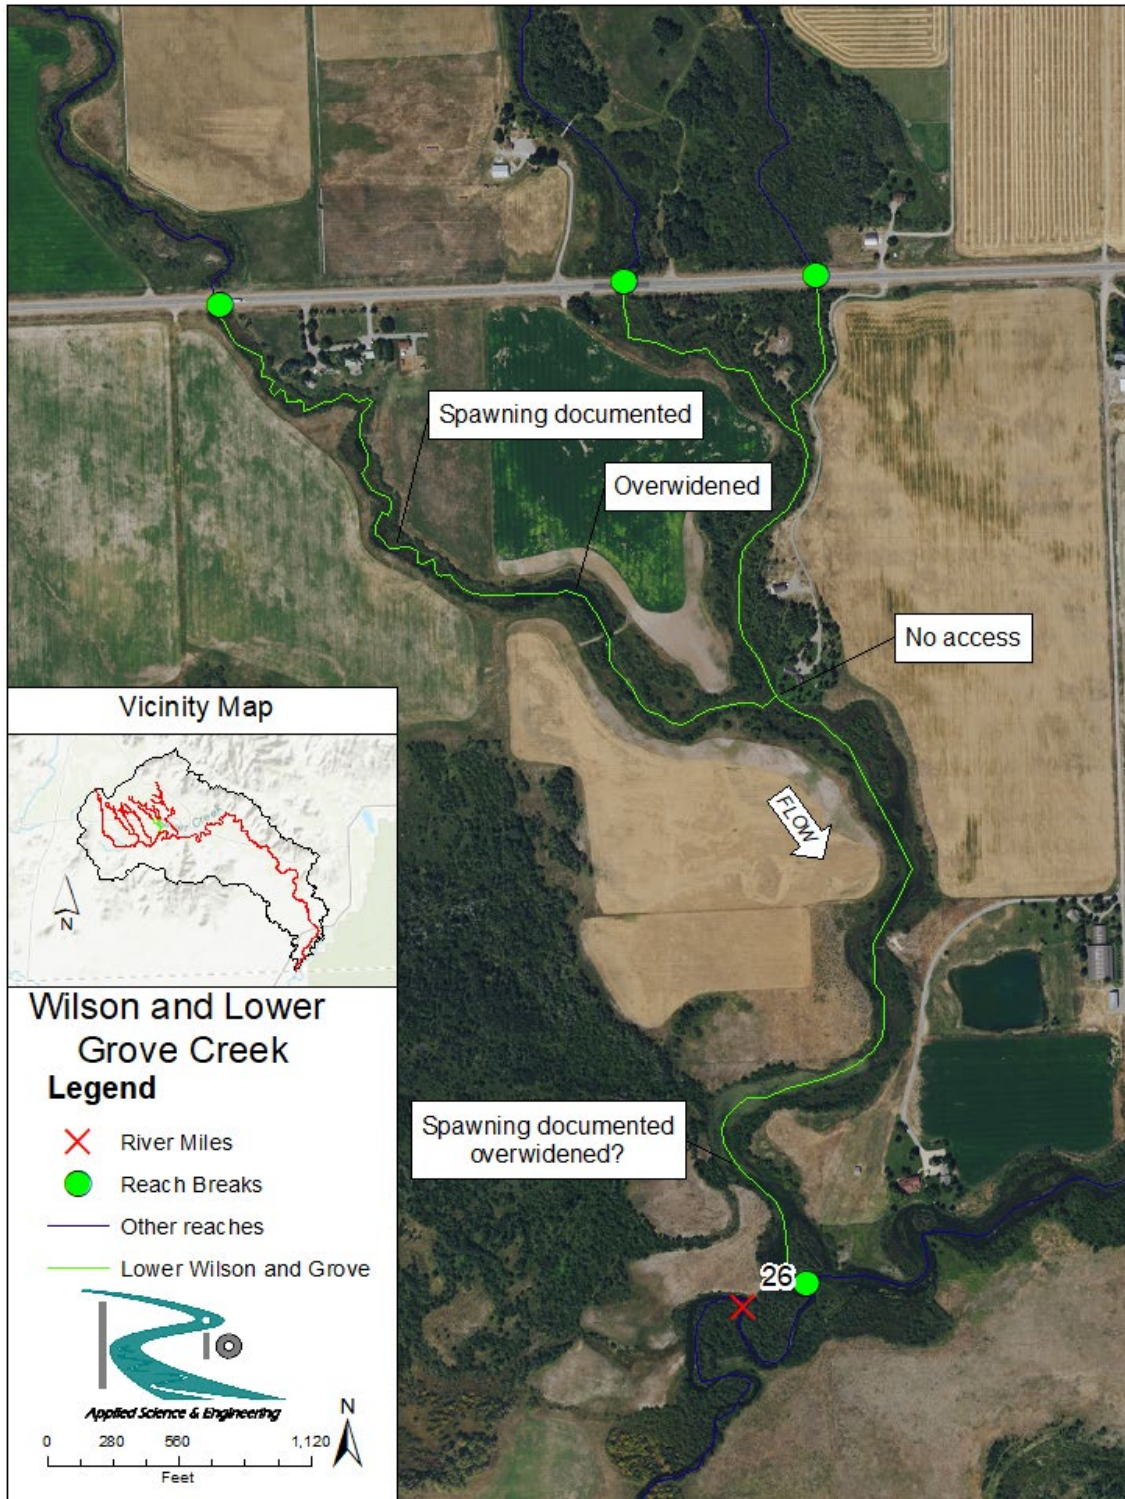 Spawning documented
Overwidened
No access
FLOW
Vicinity Map
N
Wilson and Lower
Grove Creek
Legend
River Miles
Reach Breaks
Other reaches
Lower Wilson and Grove
Applied Science & Engineering
N
0 280 560 1,120
Feet
Spawning documented
overwidened?
26